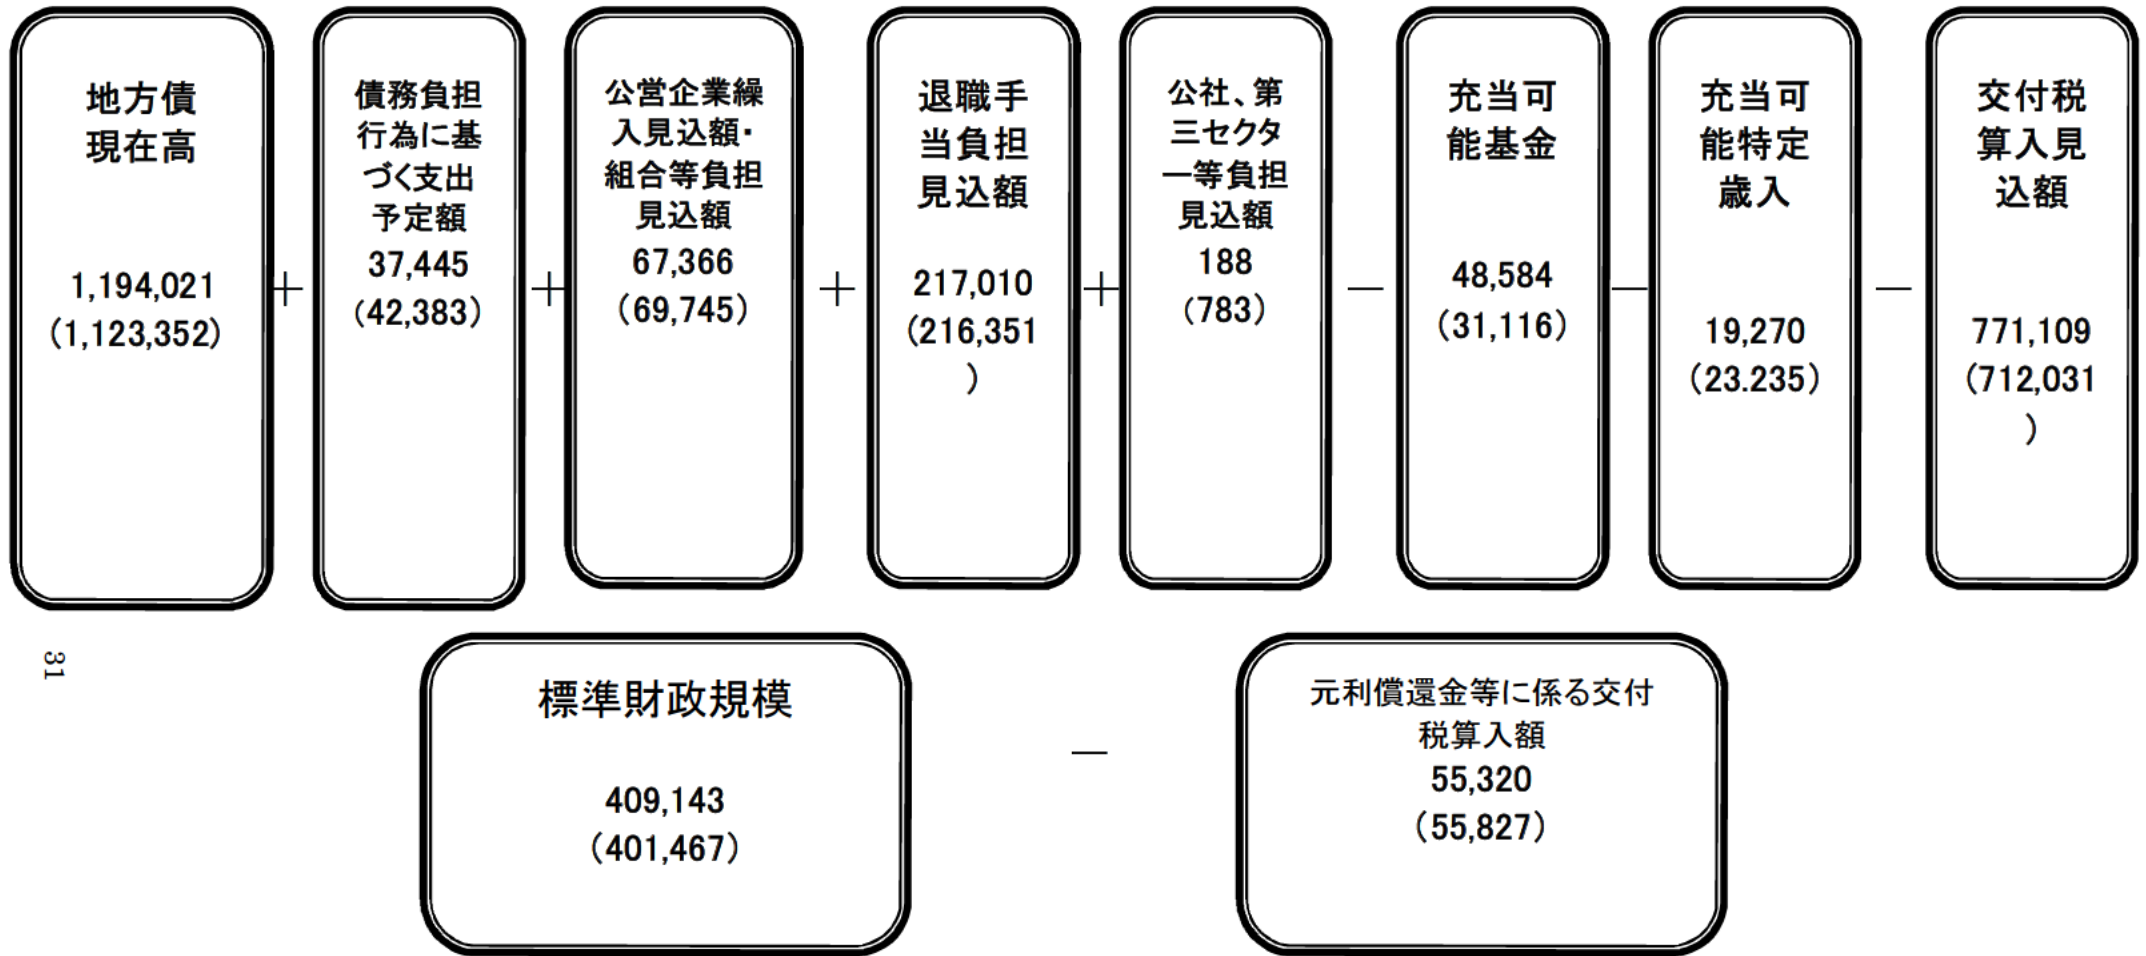 地方債
現在高
1,194,021
(1,123,352)
＋
債務負担
行為に基
づく支出
予定額
37,445
(42,383)
＋
公営企業繰
入見込額・
組合等負担
見込額
67,366
(69,745)
＋
退職手
当負担
見込額
217,010
(216,351
)
＋
公社、第
三セクタ
ー等負担
見込額
188
(783)
－
充当可
能基金
48,584
(31,116)
－
充当可
能特定
歳入
19,270
(23.235)
－
交付税
算入見
込額
771,109
(712,031
)
31
標準財政規模
409,143
(401,467)
－
元利償還金等に係る交付
税算入額
55,320
(55,827)